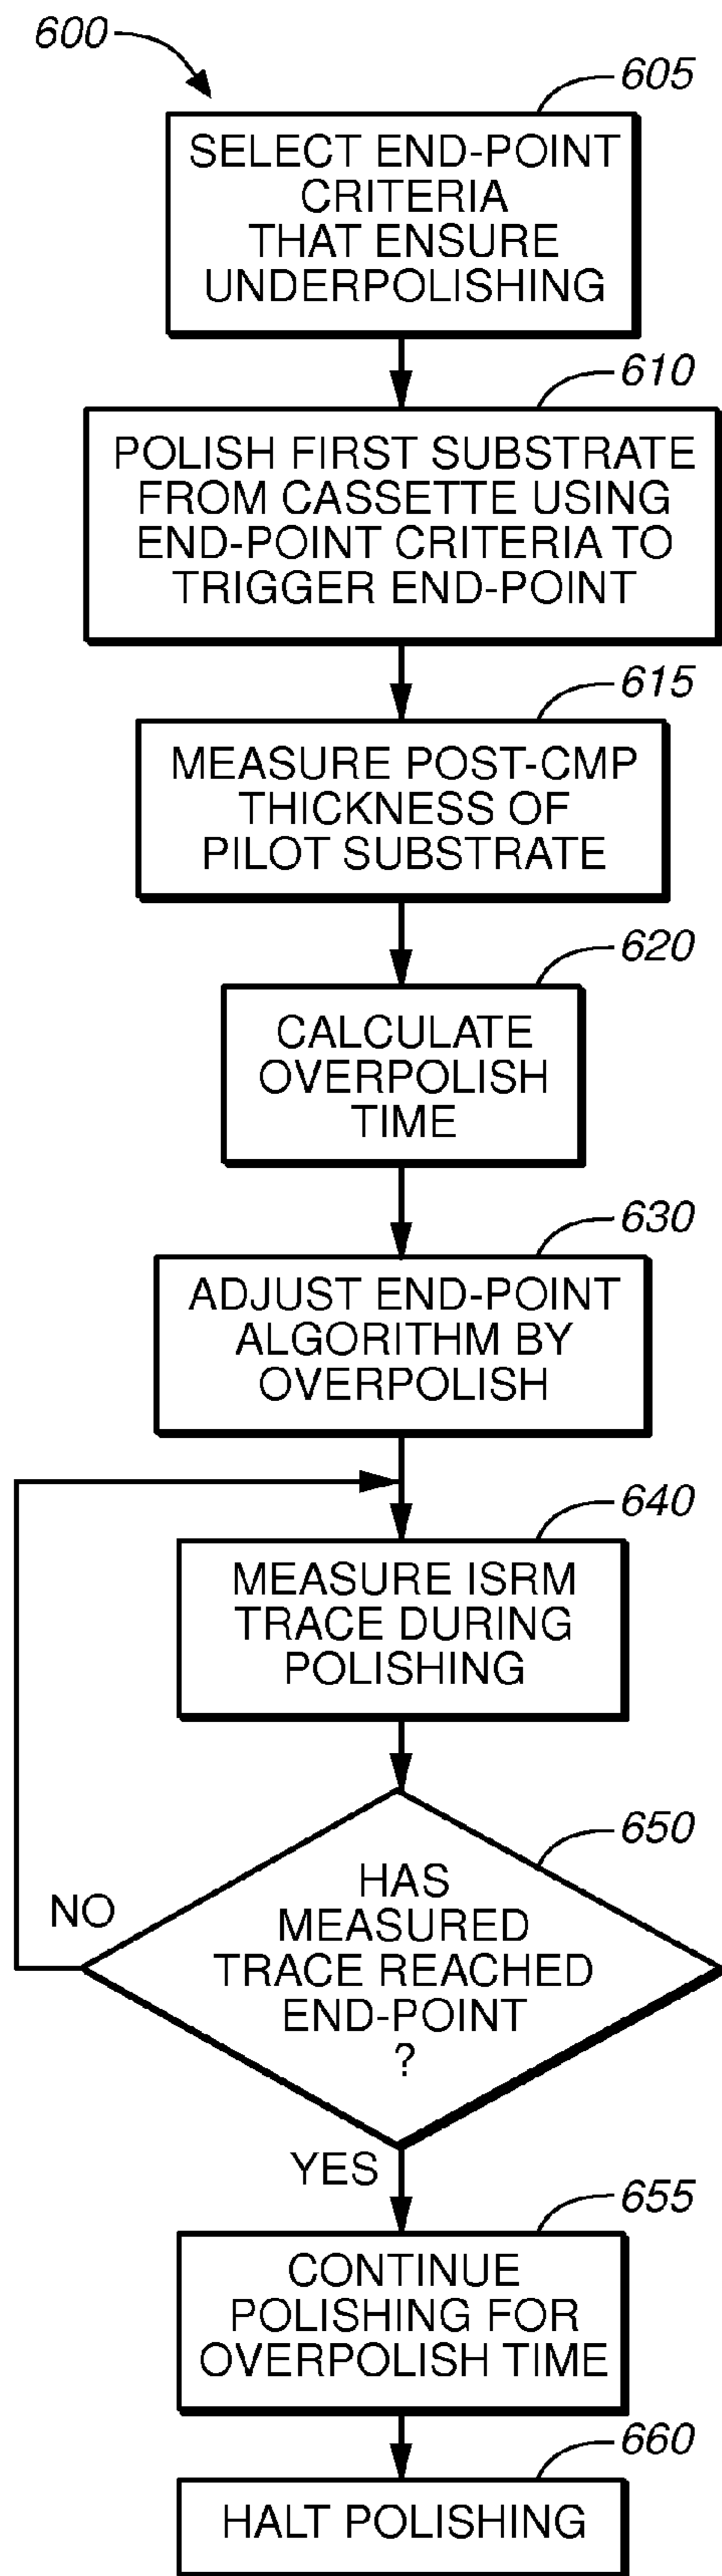 600
605
SELECT END-POINT
CRITERIA
THAT ENSURE
UNDERPOLISHING
610
POLISH FIRST SUBSTRATE
FROM CASSETTE USING
END-POINT CRITERIA TO
TRIGGER END-POINT
615
MEASURE POST-CMP
THICKNESS OF
PILOT SUBSTRATE
620
CALCULATE
OVERPOLISH
TIME
630
ADJUST END-POINT
ALGORITHM BY
OVERPOLISH
640
MEASURE ISRM
TRACE DURING
POLISHING
650
HAS
MEASURED
TRACE REACHED
END-POINT
?
NO
YES
655
CONTINUE
POLISHING FOR
OVERPOLISH TIME
660
HALT POLISHING